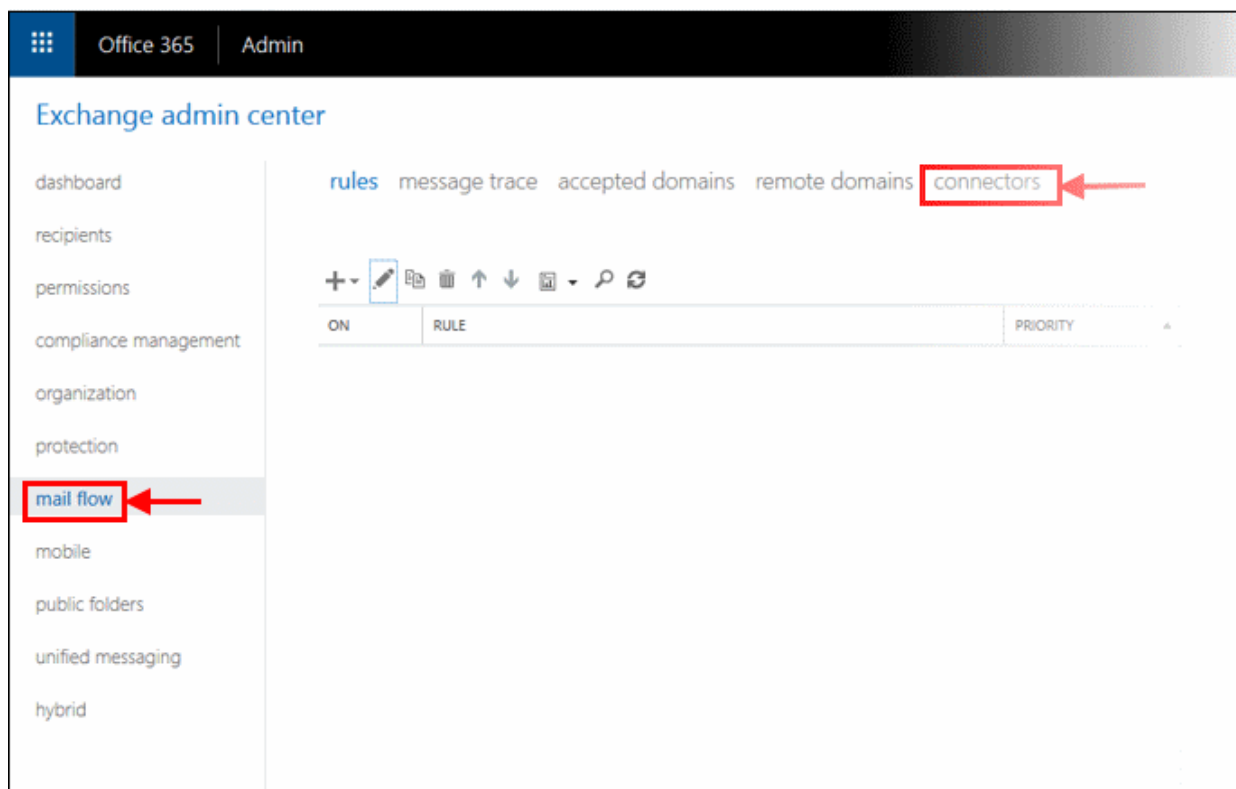 Office 365 Admin
Exchange admin center
dashboard
recipients
permissions
compliance management
organization
protection
mail flow
mobile
public folders
unified messaging
hybrid
rules message trace accepted domains remote domains connectors
ON RULE PRIORITY